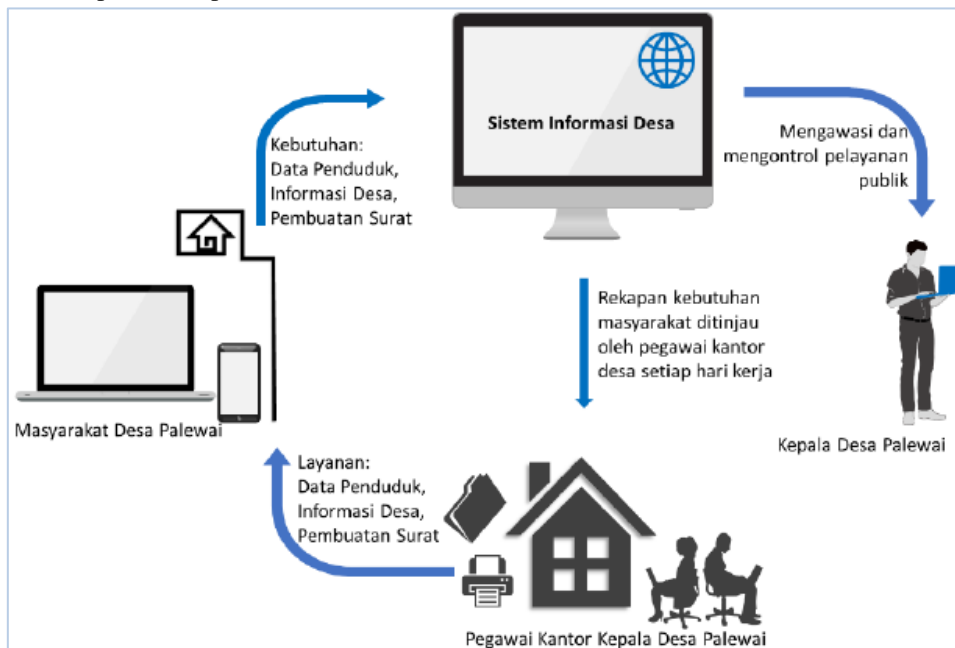 Sistem Informasi Desa
Kebutuhan:
Data Penduduk,
Informasi Desa,
Pembuatan Surat
Mengawasi dan
mengontrol pelayanan
publik
Rekapan kebutuhan
masyarakat ditinjau
oleh pegawai kantor
desa setiap hari kerja
Masyarakat Desa Palewai
Kepala Desa Palewai
Layanan:
Data Penduduk,
Informasi Desa,
Pembuatan Surat
Pegawai Kantor Kepala Desa Palewai